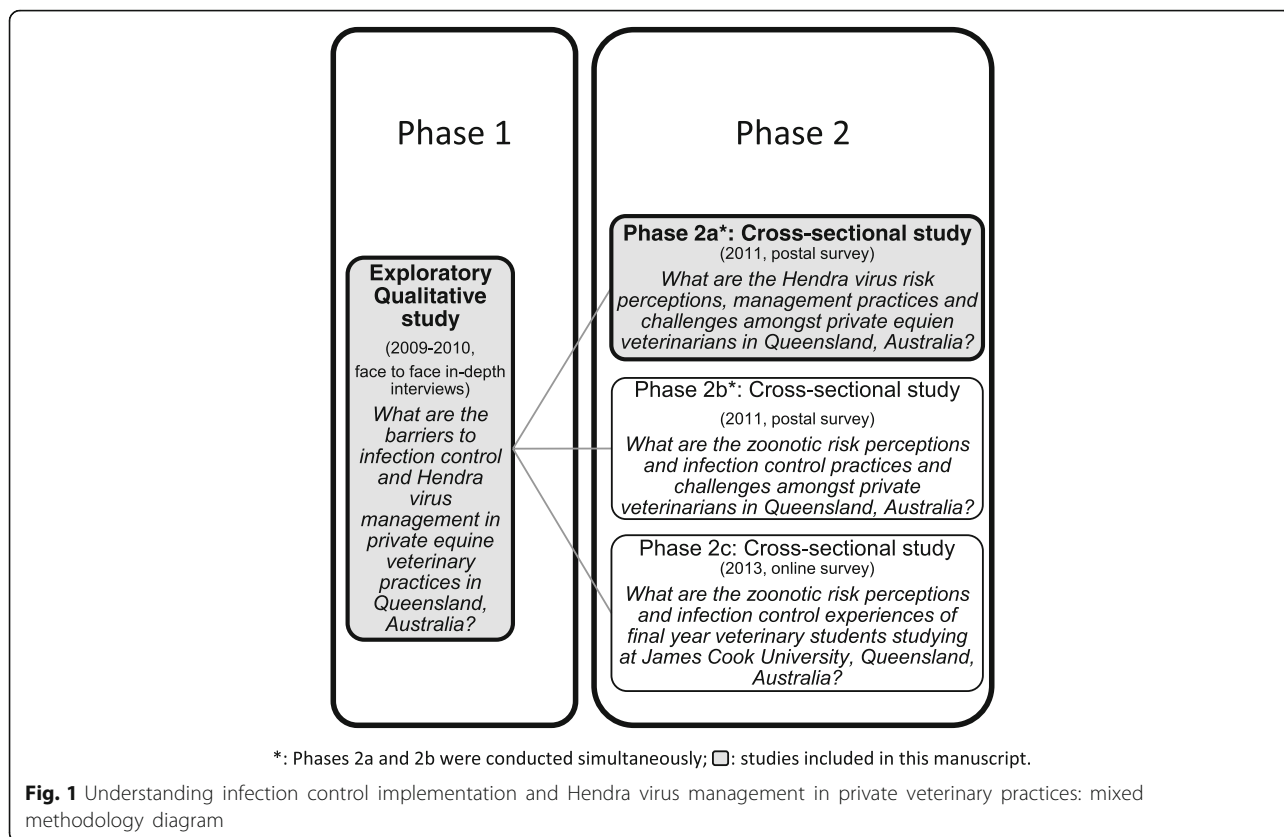 Phase 1
Exploratory
Qualitative
study
(2009-2010,
face to face in-depth
interviews)
What are the
barriers to
infection control
and Hendra
virus
management in
private equine
veterinary
practices in
Queensland,
Australia?
Phase 2
Phase 2a*: Cross-sectional study
(2011, postal survey)
What are the Hendra virus risk
perceptions, management practices and
challenges amongst private equien
veterinarians in Queensland, Australia?
Phase 2b*: Cross-sectional study
(2011, postal survey)
What are the zoonotic risk perceptions
and infection control practices and
challenges amongst private
veterinarians in Queensland, Australia?
Phase 2c: Cross-sectional study
(2013, online survey)
What are the zoonotic risk perceptions
and infection control experiences of
final year veterinary students studying
at James Cook University, Queensland,
Australia?
*: Phases 2a and 2b were conducted simultaneously; : studies included in this manuscript.
Fig. 1 Understanding infection control implementation and Hendra virus management in private veterinary practices: mixed
methodology diagram